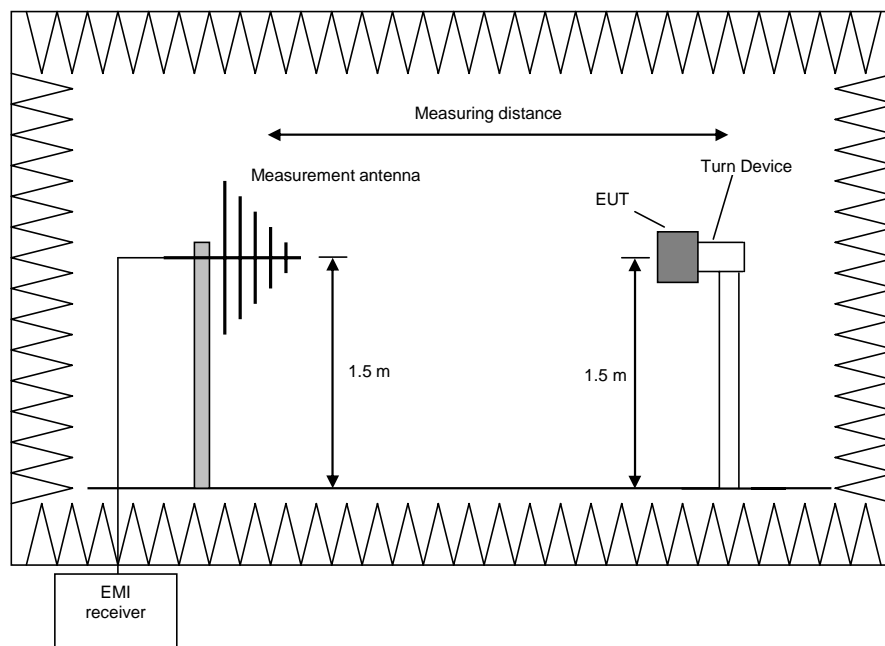 Measuring distance
Measurement antenna
Turn Device
EUT
1.5 m
1.5 m
EMI
receiver